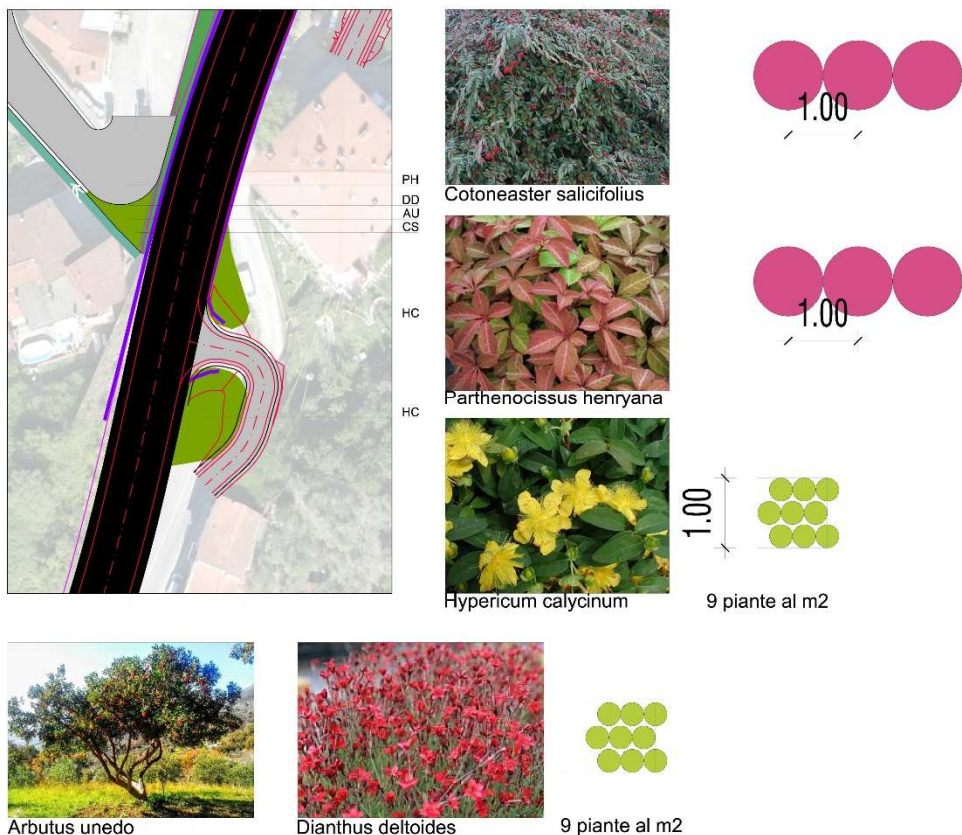 PH
DD
AU
CS
HC
HC
Cotoneaster salicifolius
1.00
Parthenocissus henryana
1.00
Hypericum calycinum
1.00
9 piante al m2
Arbutus unedo
Dianthus deltoides
9 piante al m2